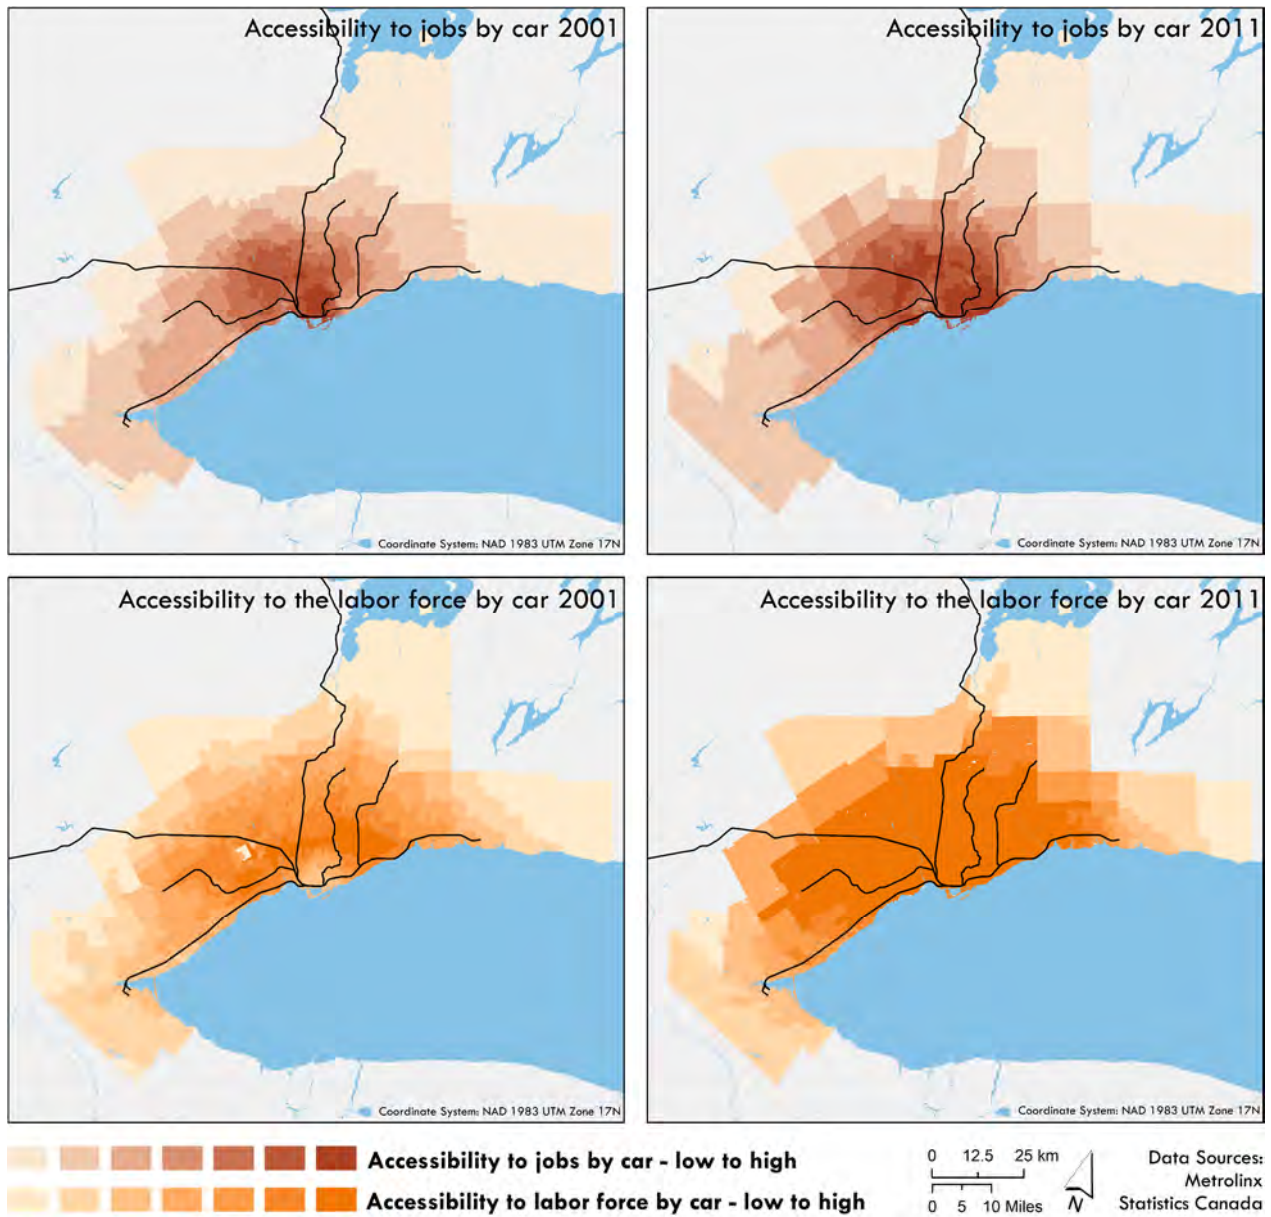 Accessibility to jobs by car 2001
Accessibility to jobs by car 2011
Coordinate System: NAD 1983 UTM Zone 17N
Coordinate System: NAD 1983 UTM Zone 17N
Accessibility to the labor force by car 2001
Accessibility to the labor force by car 2011
Coordinate System: NAD 1983 UTM Zone 17N
Coordinate System: NAD 1983 UTM Zone 17N
Accessibility to jobs by car - low to high
Accessibility to labor force by car - low to high
0 12.5 25 km
0 5 10 Miles
N
Data Sources:
Metrolinx
Statistics Canada